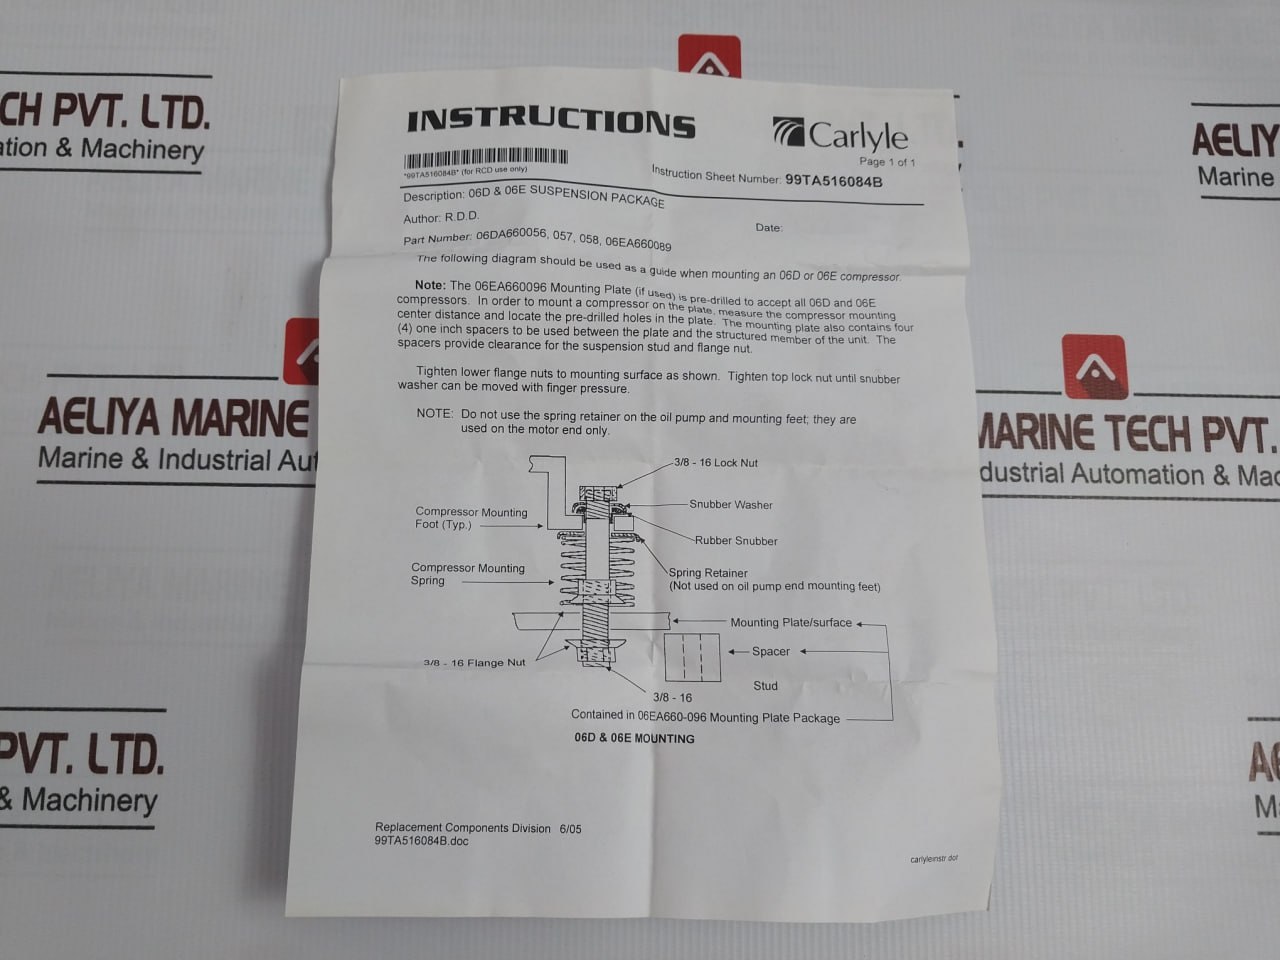 CH PVT. LTD.
ation & Machinery
AELIY
Marine
INSTRUCTIONS
Carlyle
Page 1 of 1
*99TA516084B* (for RCD use only)
Instruction Sheet Number: 99TA516084B
Description: 06D & 06E SUSPENSION PACKAGE
Author: R.D.D.
Date:
Part Number: 06DA660056, 057, 058, 06EA660089
The following diagram should be used as a guide when mounting an 06D or 06E compressor.
Note: The 06EA660096 Mounting Plate (if used) is pre-drilled to accept all 06D and 06E
compressors. In order to mount a compressor on the plate, measure the compressor mounting
center distance and locate the pre-drilled holes in the plate. The mounting plate also contains four
(4) one inch spacers to be used between the plate and the structured member of the unit. The
spacers provide clearance for the suspension stud and flange nut.
Tighten lower flange nuts to mounting surface as shown. Tighten top lock nut until snubber
washer can be moved with finger pressure.
NOTE: Do not use the spring retainer on the oil pump and mounting feet; they are
used on the motor end only.
3/8 - 16 Lock Nut
Snubber Washer
Compressor Mounting
Foot (Typ.)
Rubber Snubber
Compressor Mounting
Spring
Spring Retainer
(Not used on oil pump end mounting feet)
Mounting Plate/surface
Spacer
3/8 - 16 Flange Nut
Stud
3/8 - 16
Contained in 06EA660-096 Mounting Plate Package
06D & 06E MOUNTING
Replacement Components Division 6/05
99TA516084B.doc
carlyleinstr.dot
AELIYA MARINE
Marine & Industrial Aut
MARINE TECH PVT.
dustrial Automation & Mac
PVT. LTD.
& Machinery
AE
Ma